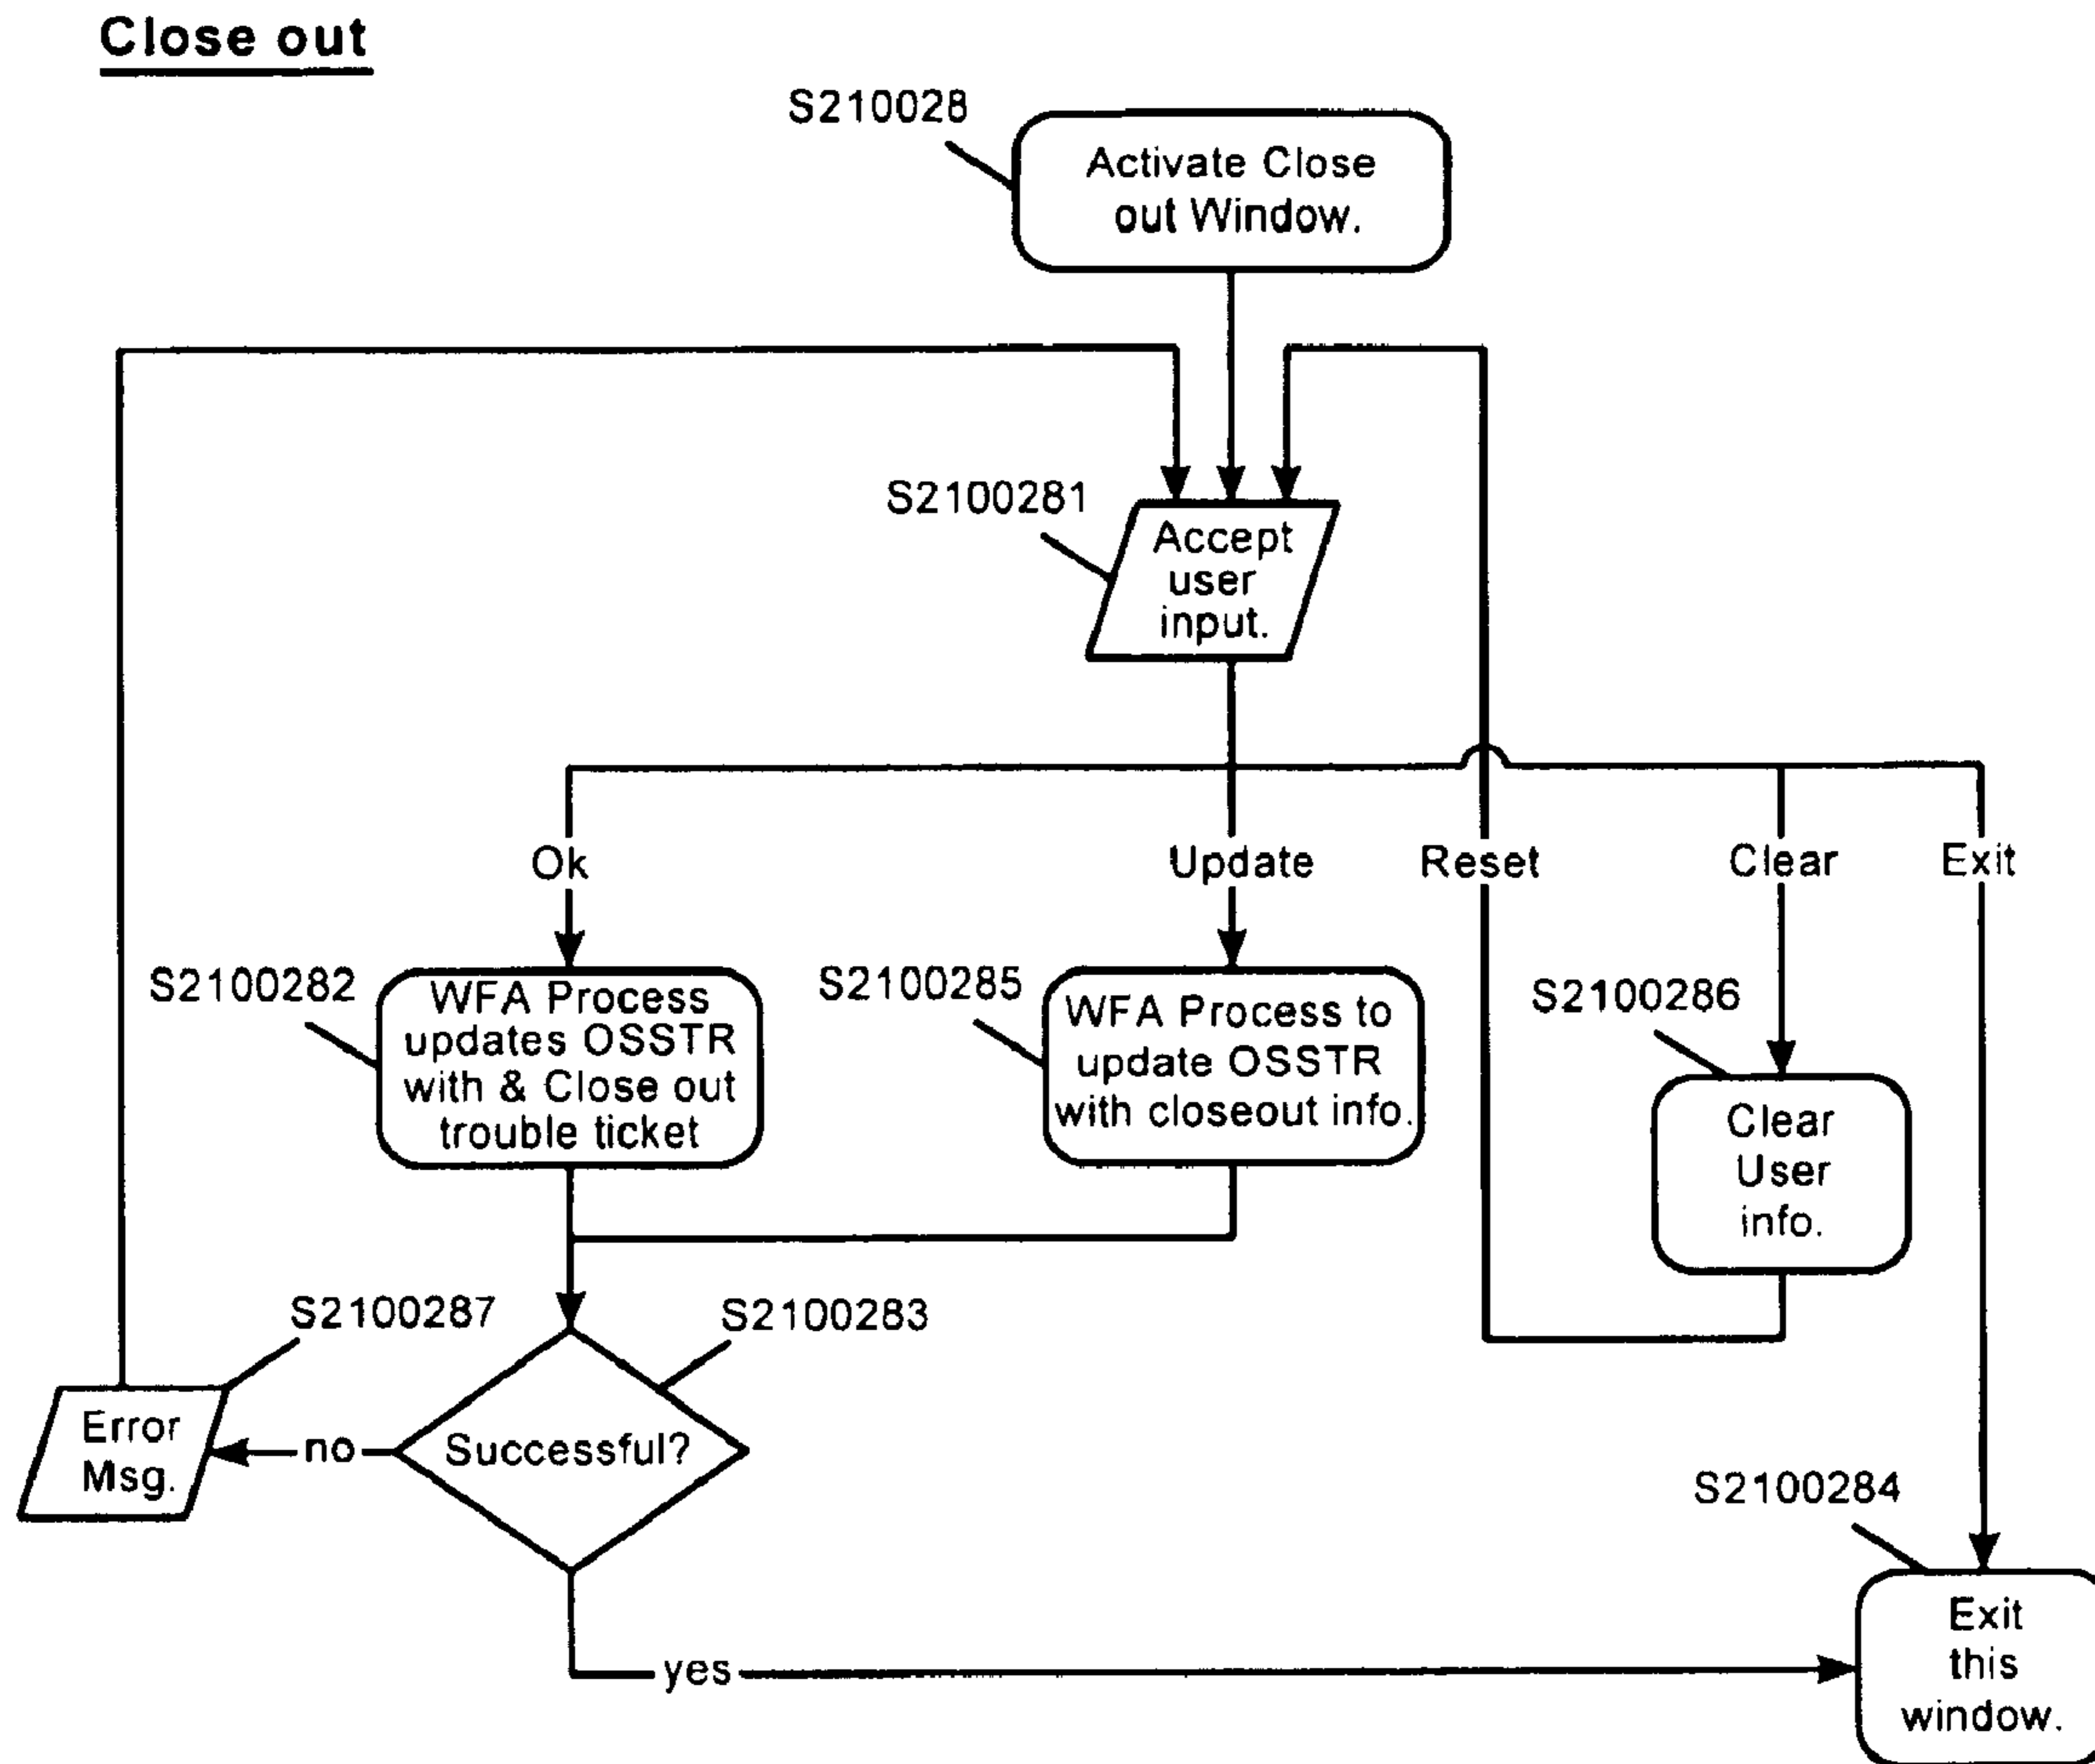 Close out
S210028
Activate Close
out Window.
S2100281
Accept
user
input.
Ok
Update
Reset
Clear
Exit
S2100282
WFA Process
updates OSSTR
with & Close out
trouble ticket
S2100285
WFA Process to
update OSSTR
with closeout info.
S2100286
Clear
User
info.
S2100287
Error
Msg.
no
S2100283
Successful?
yes
S2100284
Exit
this
window.